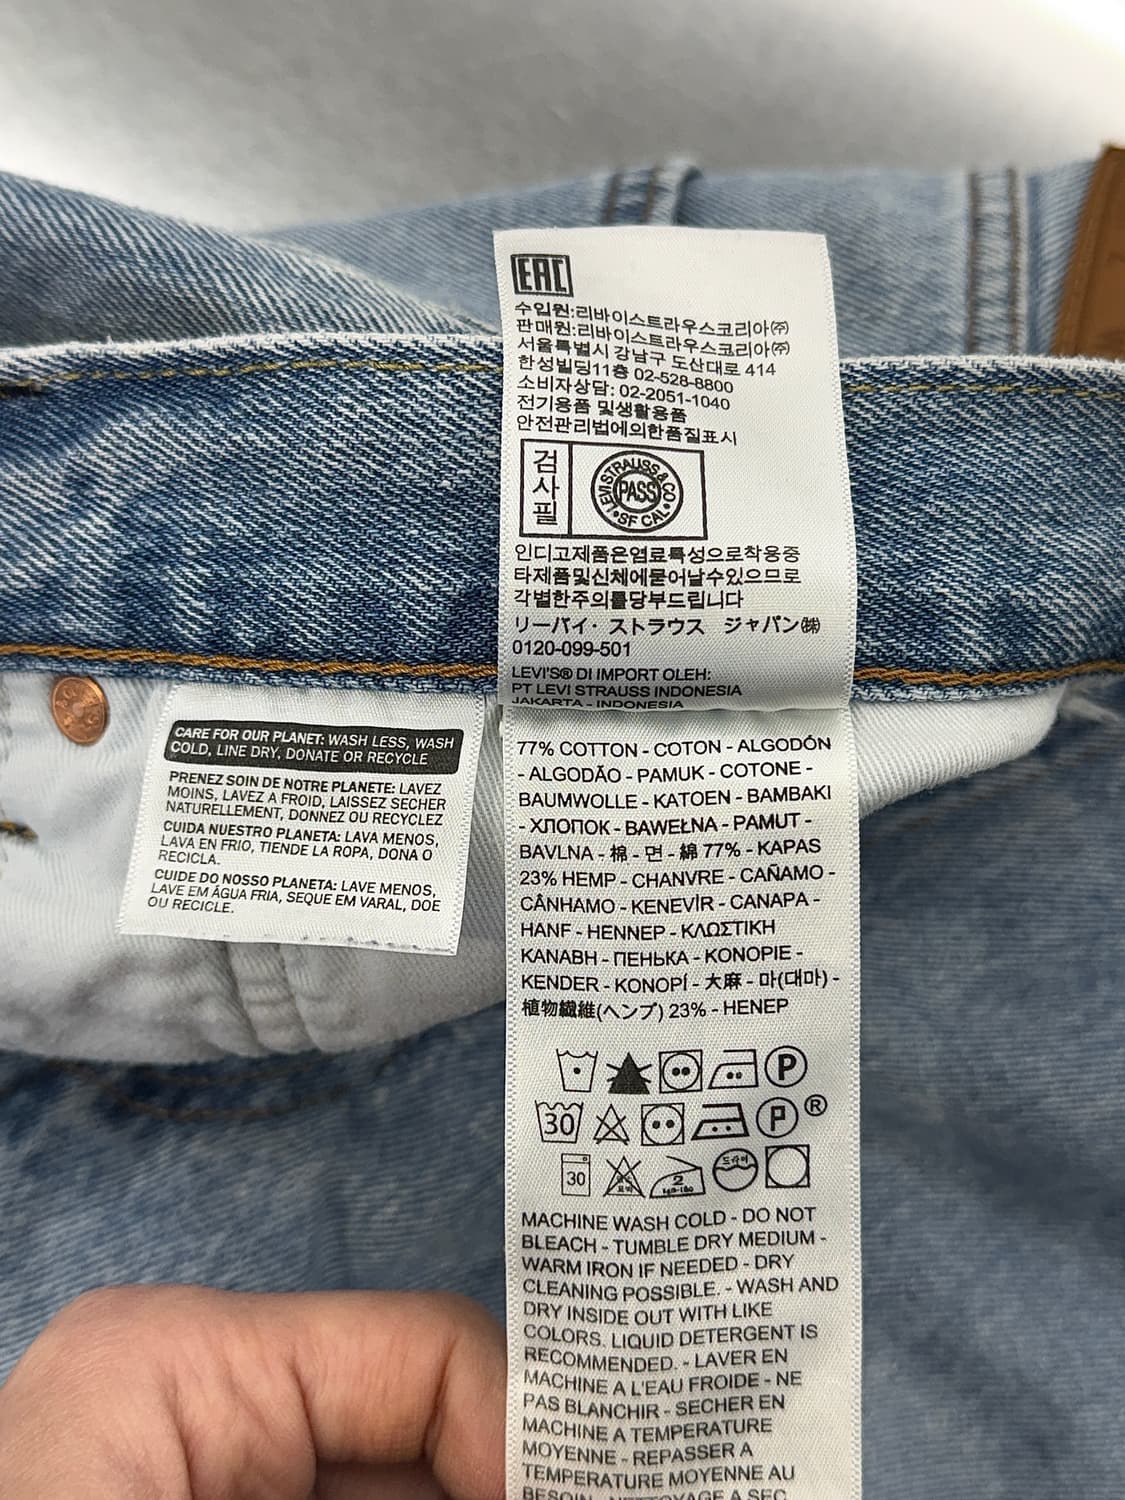 EAC
수입원:리바이스트라우스코리아㈜
판매원:리바이스트라우스코리아㈜
서울특별시 강남구 도산대로 414
한성빌딩11층 02-528-8800
소비자상담: 02-2051-1040
전기용품 및생활용품
안전관리법에의한품질표시
검사필
LEVI STRAUSS & CO
PASS
SF CAL
인디고제품은염료특성으로착용중
타제품및신체에묻어날수있으므로
각별한주의를당부드립니다
リーバイ・ストラウス ジャパン㈱
0120-099-501
LEVI'S® DI IMPORT OLEH:
PT LEVI STRAUSS INDONESIA
JAKARTA - INDONESIA
CARE FOR OUR PLANET: WASH LESS, WASH
COLD, LINE DRY, DONATE OR RECYCLE
PRENEZ SOIN DE NOTRE PLANETE: LAVEZ
MOINS, LAVEZ A FROID, LAISSEZ SECHER
NATURELLEMENT, DONNEZ OU RECYCLEZ
CUIDA NUESTRO PLANETA: LAVA MENOS,
LAVA EN FRIO, TIENDE LA ROPA, DONA O
RECICLA.
CUIDE DO NOSSO PLANETA: LAVE MENOS,
LAVE EM ÁGUA FRIA, SEQUE EM VARAL, DOE
OU RECICLE.
77% COTTON - COTON - ALGODÓN
- ALGODÃO - PAMUK - COTONE -
BAUMWOLLE - KATOEN - BAMBAKI
- ХЛОПОК - BAWEŁNA - PAMUT -
BAVLNA - 棉 - 면 - 綿 77% - KAPAS
23% HEMP - CHANVRE - CAÑAMO -
CÂNHAMO - KENEVİR - CANAPA -
HANF - HENNEP - ΚΛΩΣΤΙΚΗ
ΚΑΝΑΒΗ - ПЕНЬКА - KONOPIE -
KENDER - KONOPÍ - 大麻 - 마(대마) -
植物繊維(ヘンプ) 23% - HENEP
P
30 P ®
30 2 드라이
MACHINE WASH COLD - DO NOT
BLEACH - TUMBLE DRY MEDIUM -
WARM IRON IF NEEDED - DRY
CLEANING POSSIBLE. - WASH AND
DRY INSIDE OUT WITH LIKE
COLORS. LIQUID DETERGENT IS
RECOMMENDED. - LAVER EN
MACHINE A L'EAU FROIDE - NE
PAS BLANCHIR - SECHER EN
MACHINE A TEMPERATURE
MOYENNE - REPASSER A
TEMPERATURE MOYENNE AU
BESOIN - NETTOYAGE A SEC